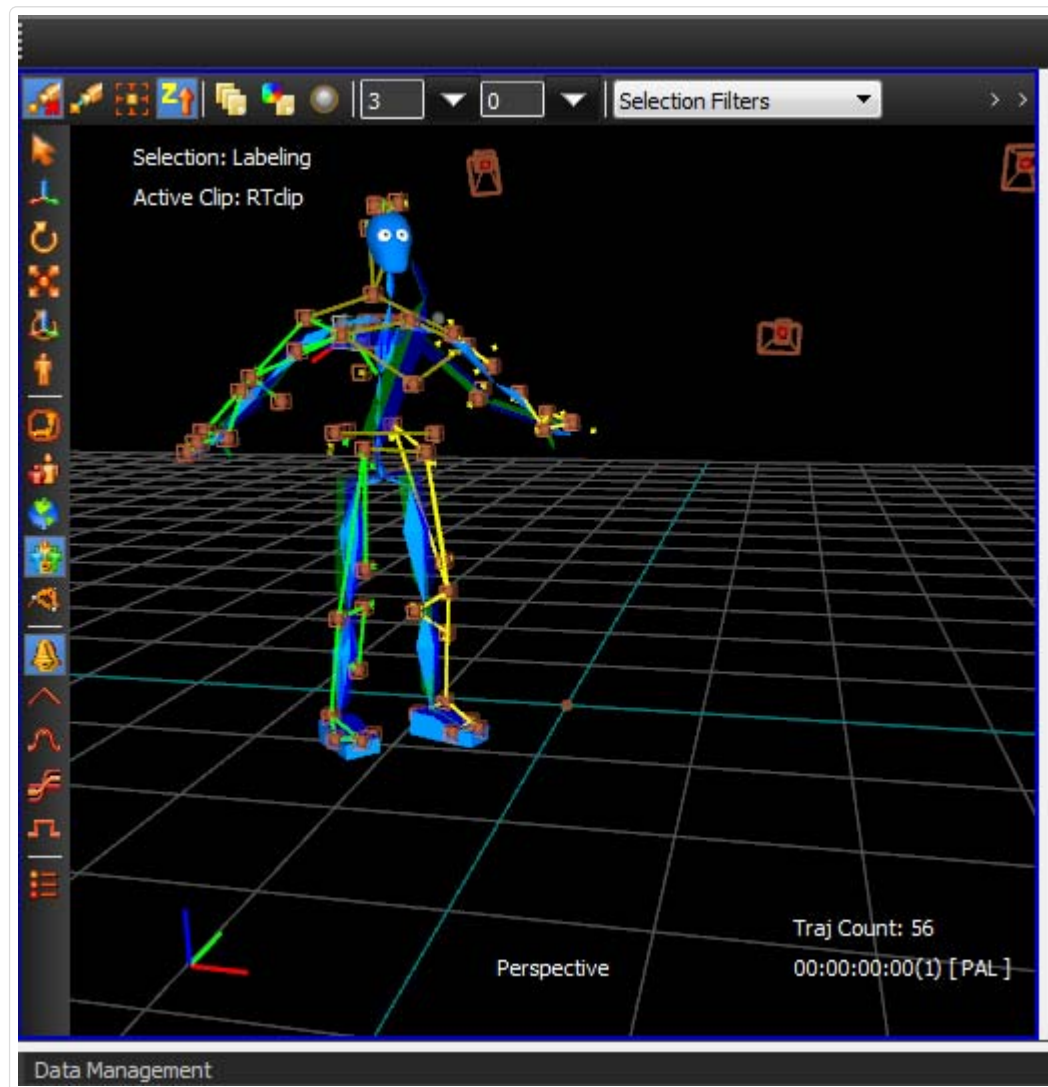 3
0
Selection Filters
Selection: Labeling
Active Clip: RTclip
Traj Count: 56
Perspective
00:00:00:00(1) [ PAL ]
Data Management